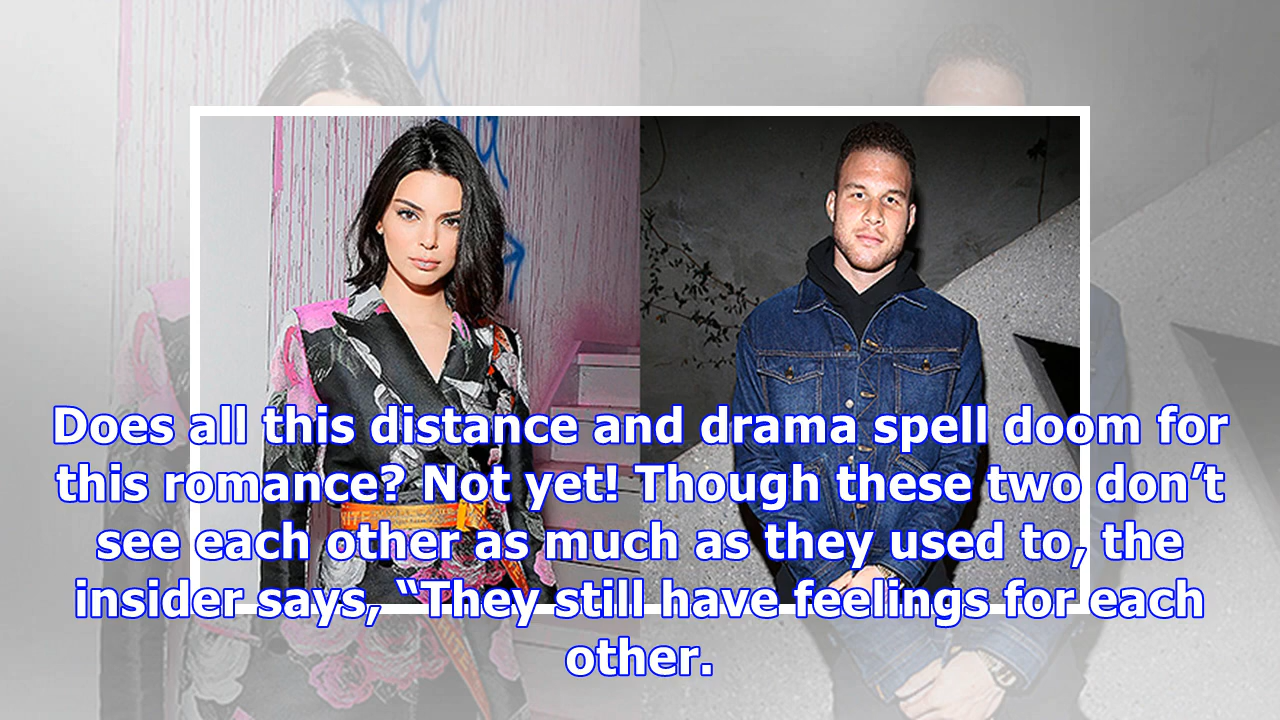 Does all this distance and drama spell doom for
this romance? Not yet! Though these two don’t
see each other as much as they used to, the
insider says, “They still have feelings for each
other.